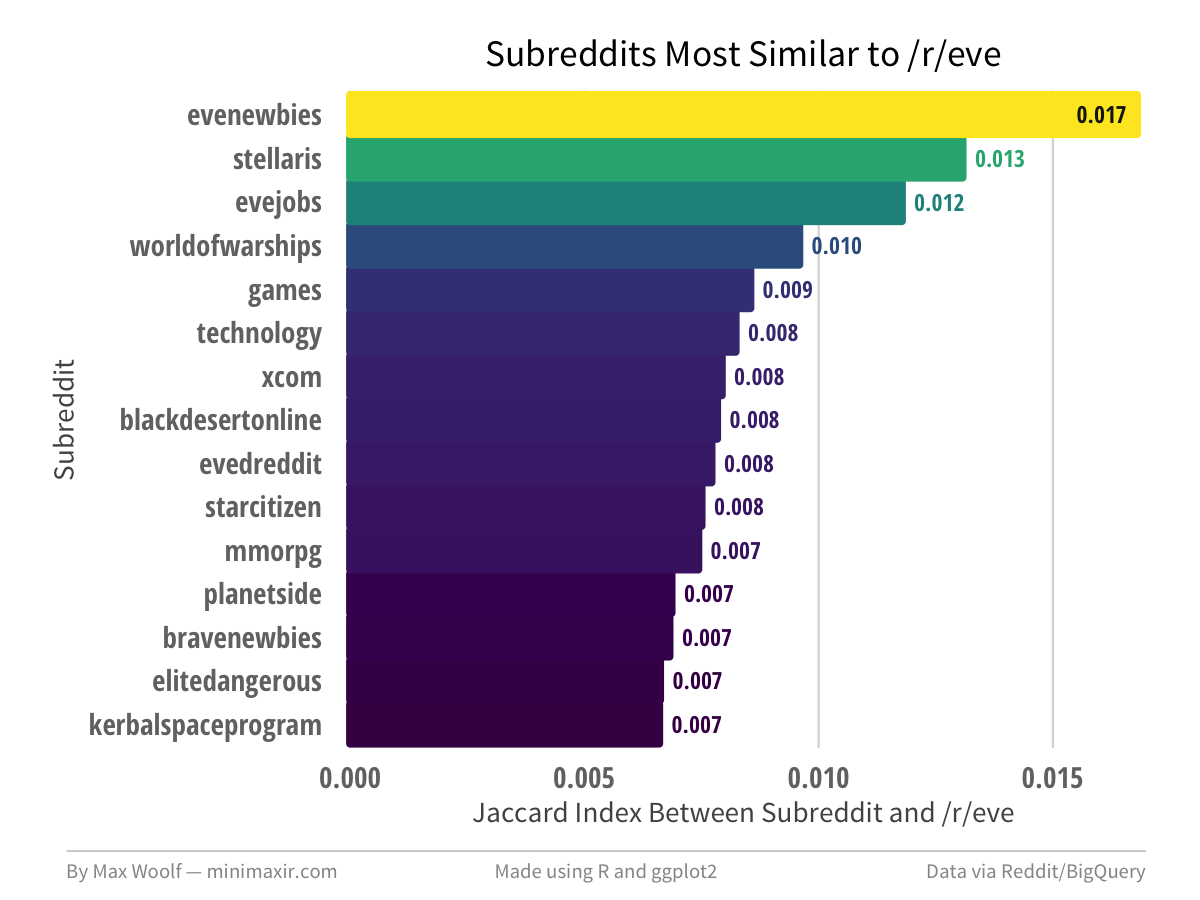 Subreddits Most Similar to /r/eve
evenewbies 0.017
stellaris 0.013
evejobs 0.012
worldofwarships 0.010
games 0.009
technology 0.008
xcom 0.008
blackdesertonline 0.008
evedreddit 0.008
starcitizen 0.008
mmorpg 0.007
planetside 0.007
bravenewbies 0.007
elitedangerous 0.007
kerbalspaceprogram 0.007
Subreddit
0.000 0.005 0.010 0.015
Jaccard Index Between Subreddit and /r/eve
By Max Woolf — minimaxir.com Made using R and ggplot2 Data via Reddit/BigQuery